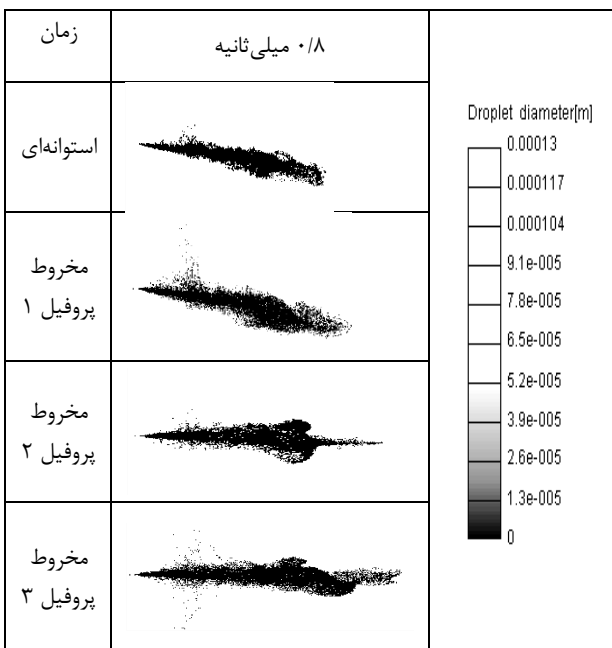 زمان
۰/۸ میلی‌ثانیه
استوانه‌ای
مخروط
پروفیل ۱
مخروط
پروفیل ۲
مخروط
پروفیل ۳
Droplet diameter[m]
0.00013
0.000117
0.000104
9.1e-005
7.8e-005
6.5e-005
5.2e-005
3.9e-005
2.6e-005
1.3e-005
0